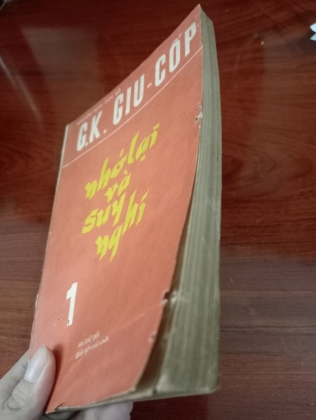 G.K. GIU-CỐP
nhớ lại
và
suy
nghĩ
1